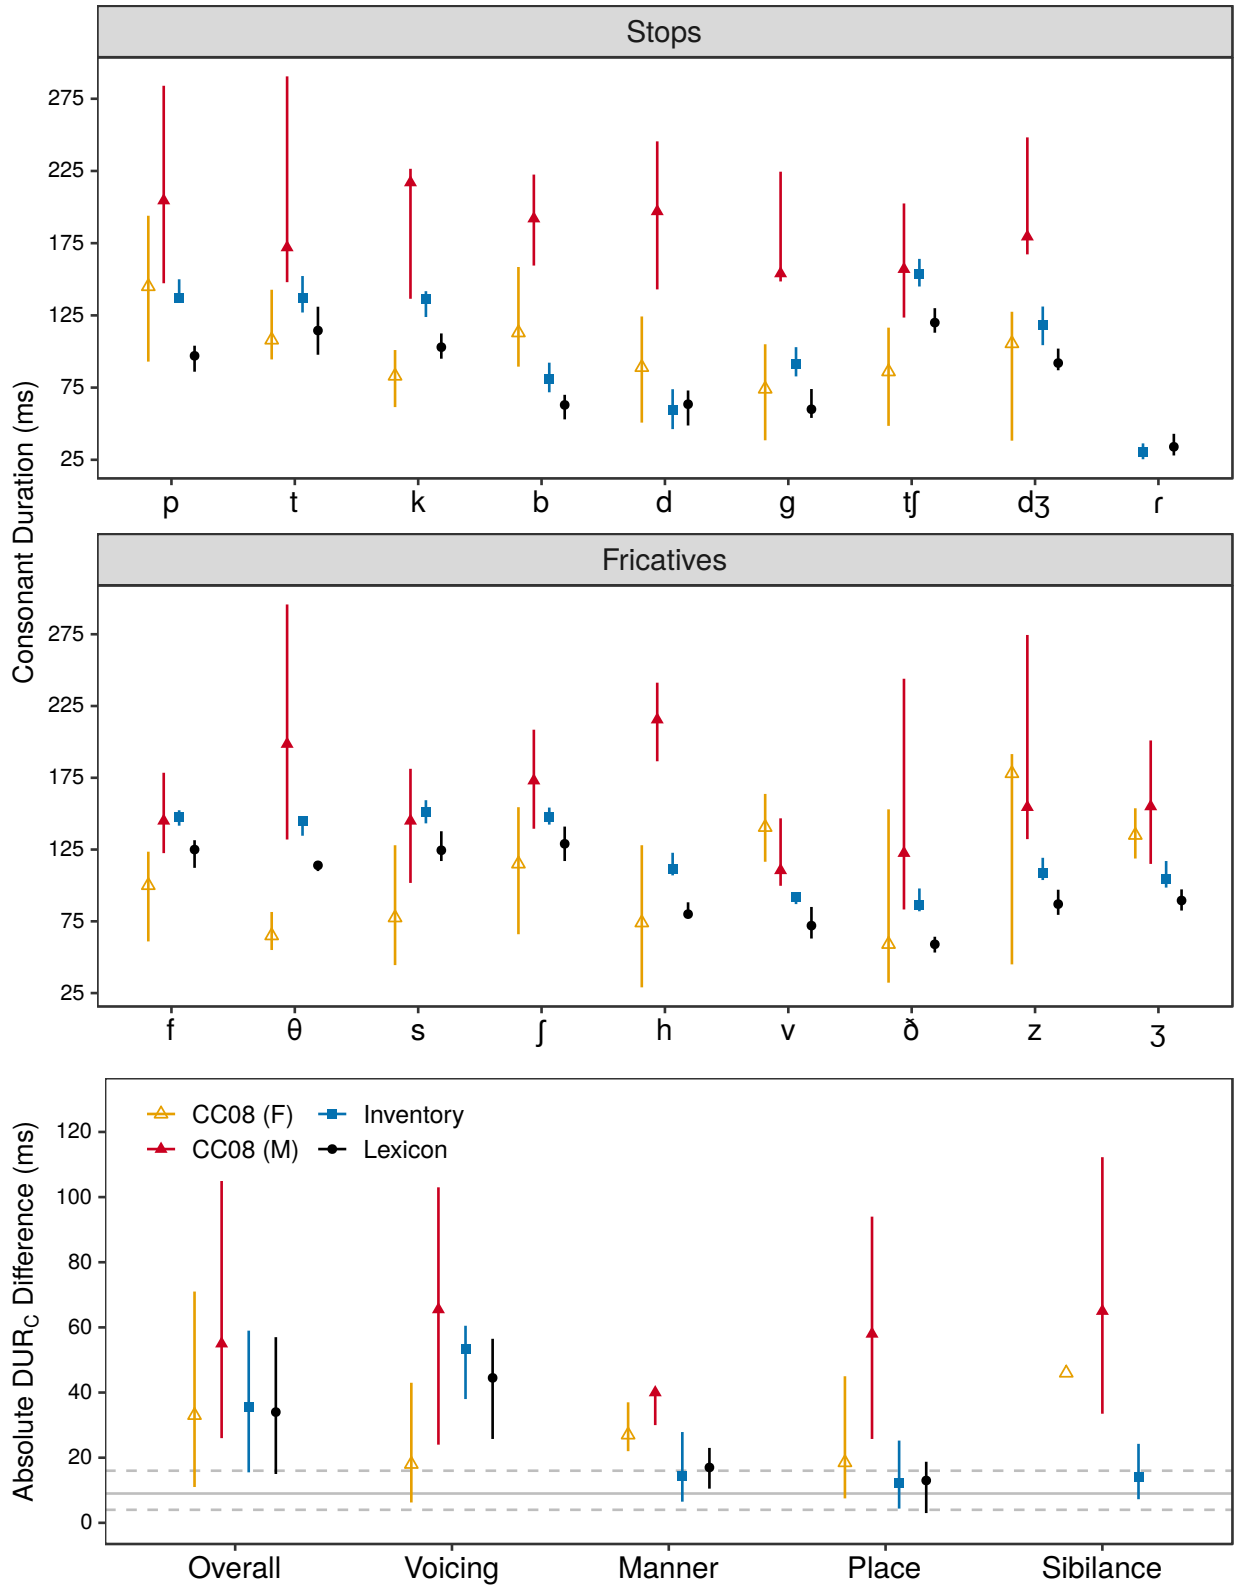 Stops
Consonant Duration (ms)
275
225
175
125
75
25
p t k b d g tʃ dʒ ɾ
Fricatives
275
225
175
125
75
25
f θ s ʃ h v ð z ʒ
Absolute DURC Difference (ms)
CC08 (F) Inventory
CC08 (M) Lexicon
120
100
80
60
40
20
0
Overall Voicing Manner Place Sibilance